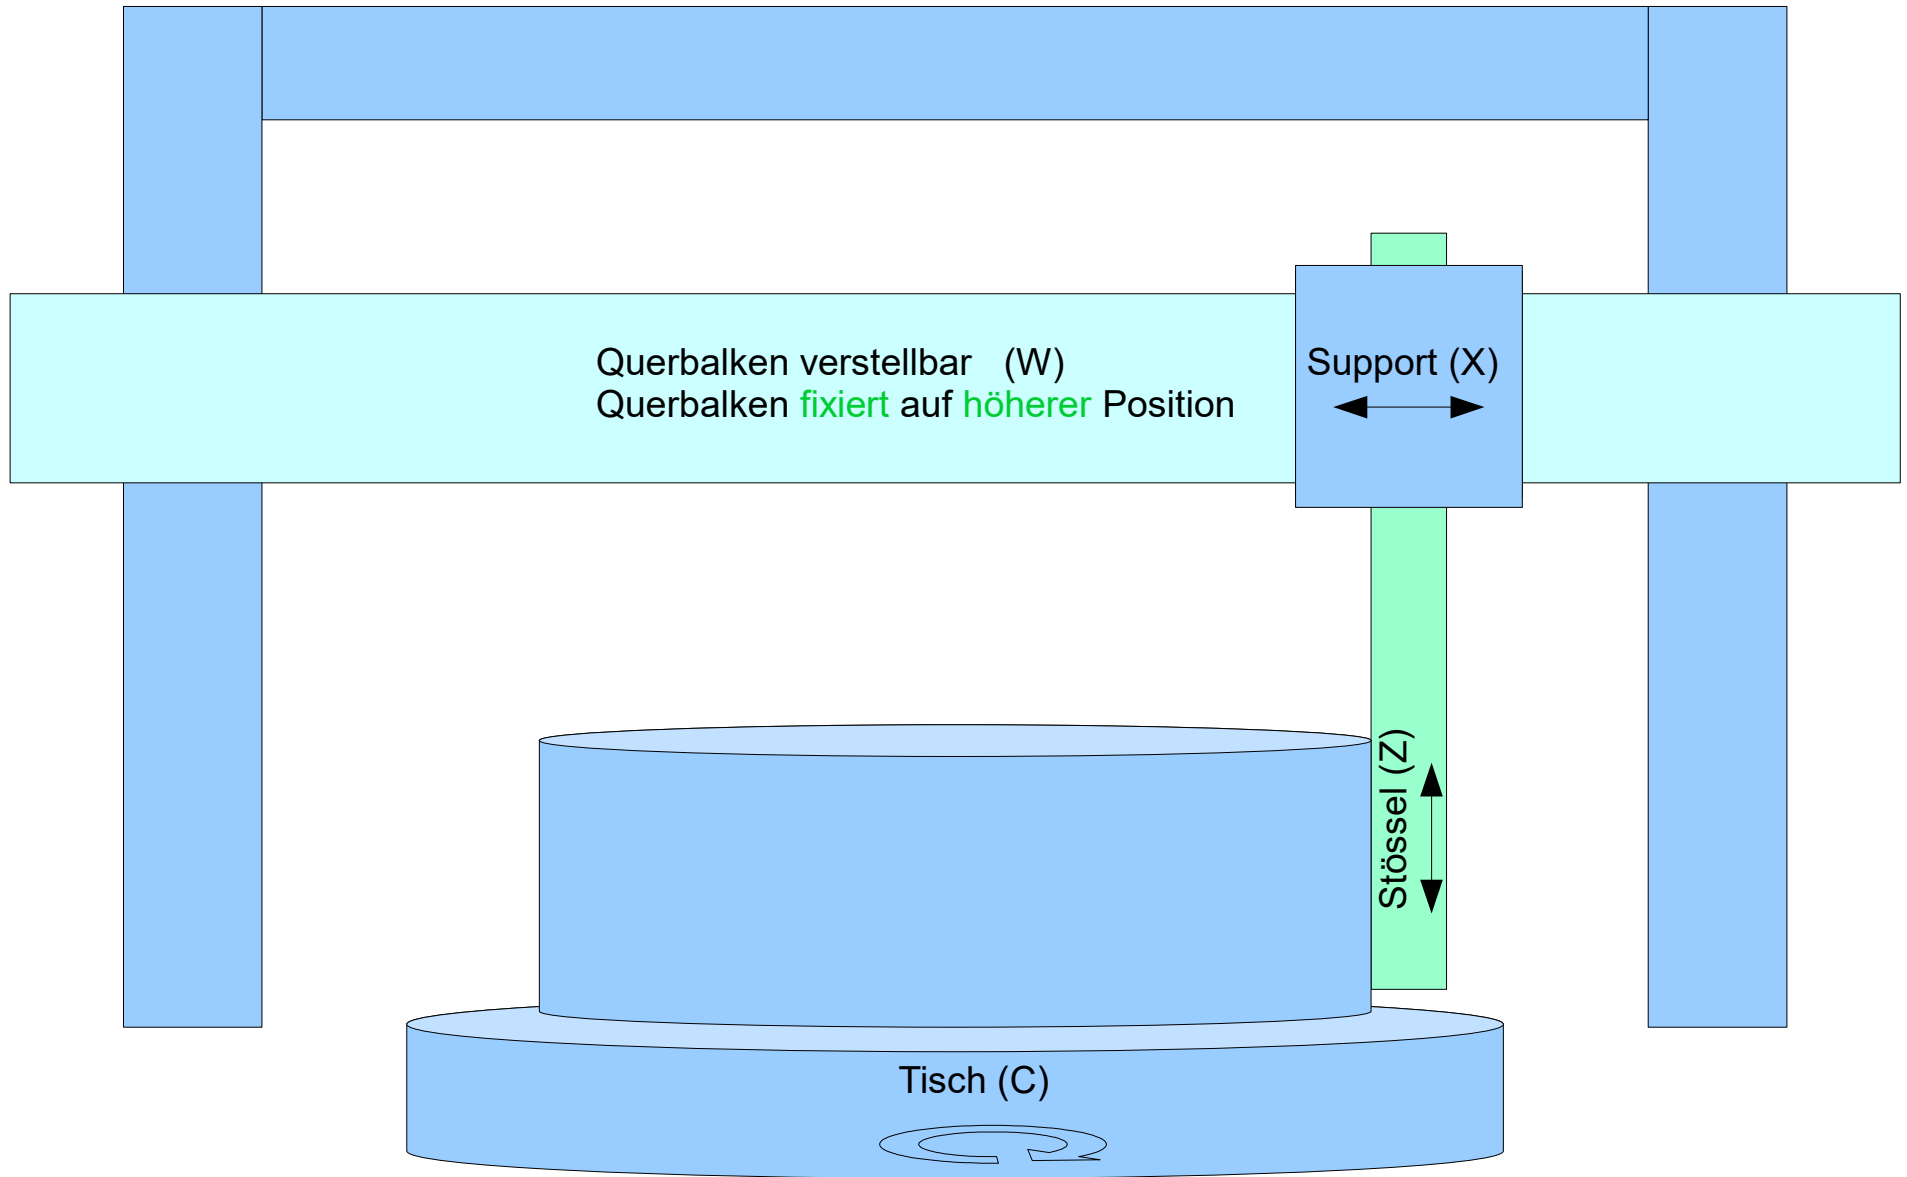 Querbalken verstellbar (W)
Querbalken fixiert auf höherer Position
Support (X)
Stössel (Z)
Tisch (C)